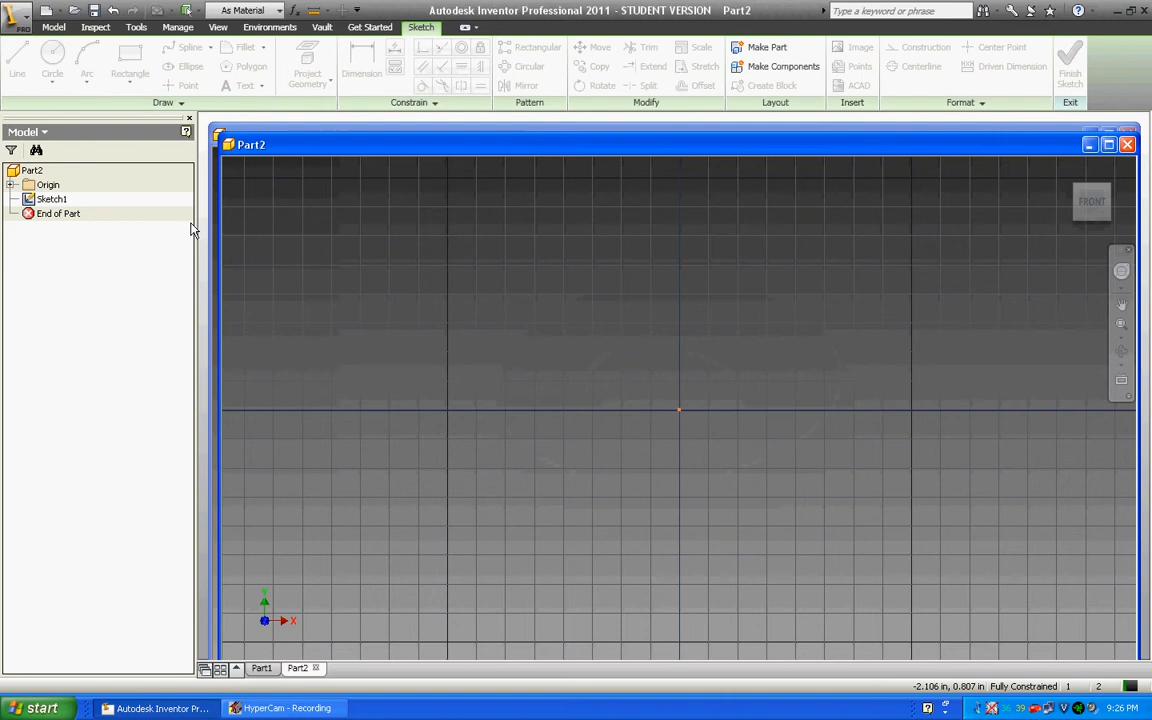 As Material
Autodesk Inventor Professional 2011 - STUDENT VERSION Part2
Type a keyword or phrase
PRO
Model Inspect Tools Manage View Environments Vault Get Started Sketch
Line Circle Arc Rectangle
Spline Fillet
Ellipse Polygon
Point Text
Project Geometry
Dimension
Rectangular
Circular
Mirror
Move Trim Scale
Copy Extend Stretch
Rotate Split Offset
Make Part
Make Components
Create Block
Image
Points
ACAD
Construction Center Point
Centerline Driven Dimension
Finish Sketch
Draw Constrain Pattern Modify Layout Insert Format Exit
Model
Part2
Origin
Sketch1
End of Part
Part2
FRONT
Y
X
Part1 Part2
-2.106 in, 0.807 in Fully Constrained 1 2
start Autodesk Inventor Pr... HyperCam - Recording 9:26 PM